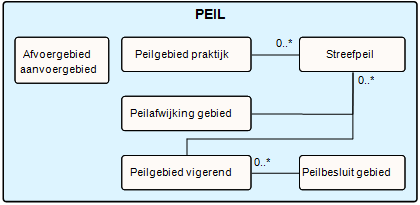 PEIL
Afvoergebied
aanvoergebied
Peilgebied praktijk
0..*
Streefpeil
0..*
Peilafwijking gebied
Peilgebied vigerend
0..*
Peilbesluit gebied